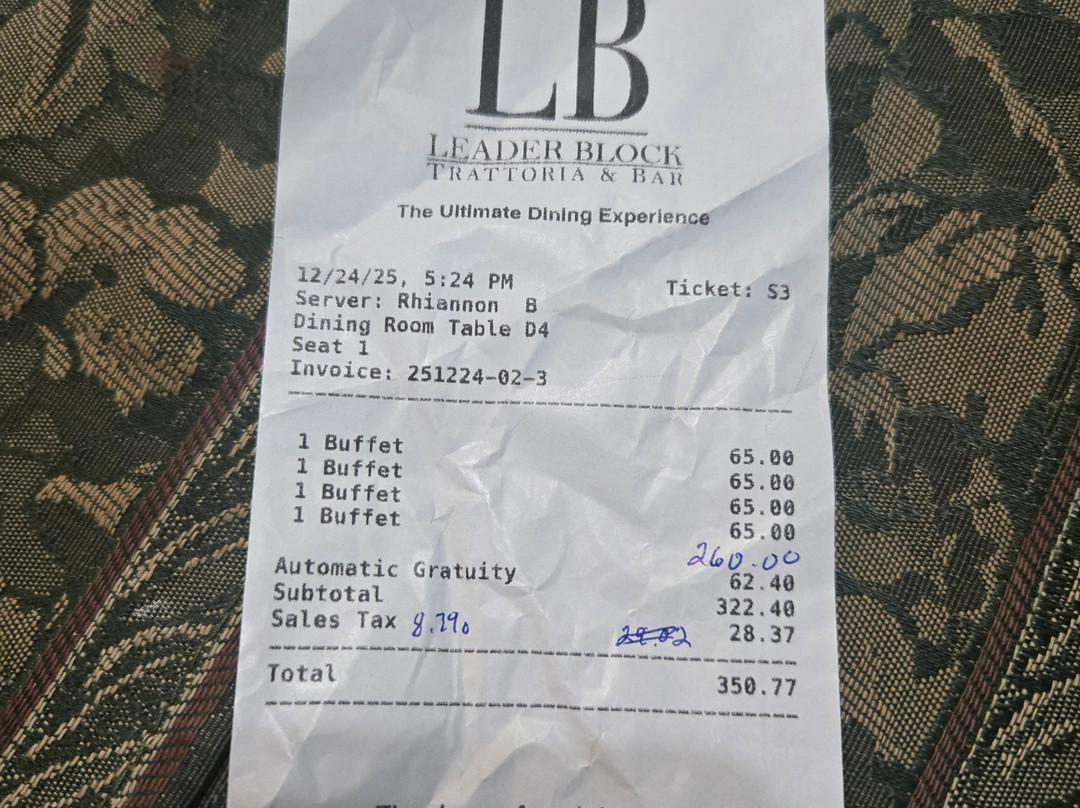 LB
LEADER BLOCK
TRATTORIA & BAR
The Ultimate Dining Experience
12/24/25, 5:24 PM Ticket: S3
Server: Rhiannon B
Dining Room Table D4
Seat 1
Invoice: 251224-02-3
1 Buffet 65.00
1 Buffet 65.00
1 Buffet 65.00
1 Buffet 65.00
260.00
Automatic Gratuity 62.40
Subtotal 322.40
Sales Tax 8.79% 28.37
Total 350.77